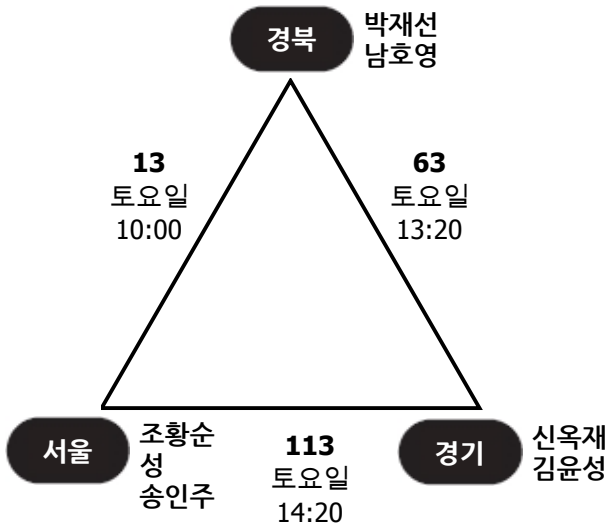 경북
박재선
남호영
13
토요일
10:00
63
토요일
13:20
서울
조황순
성
송인주
113
토요일
14:20
경기
신옥재
김윤성